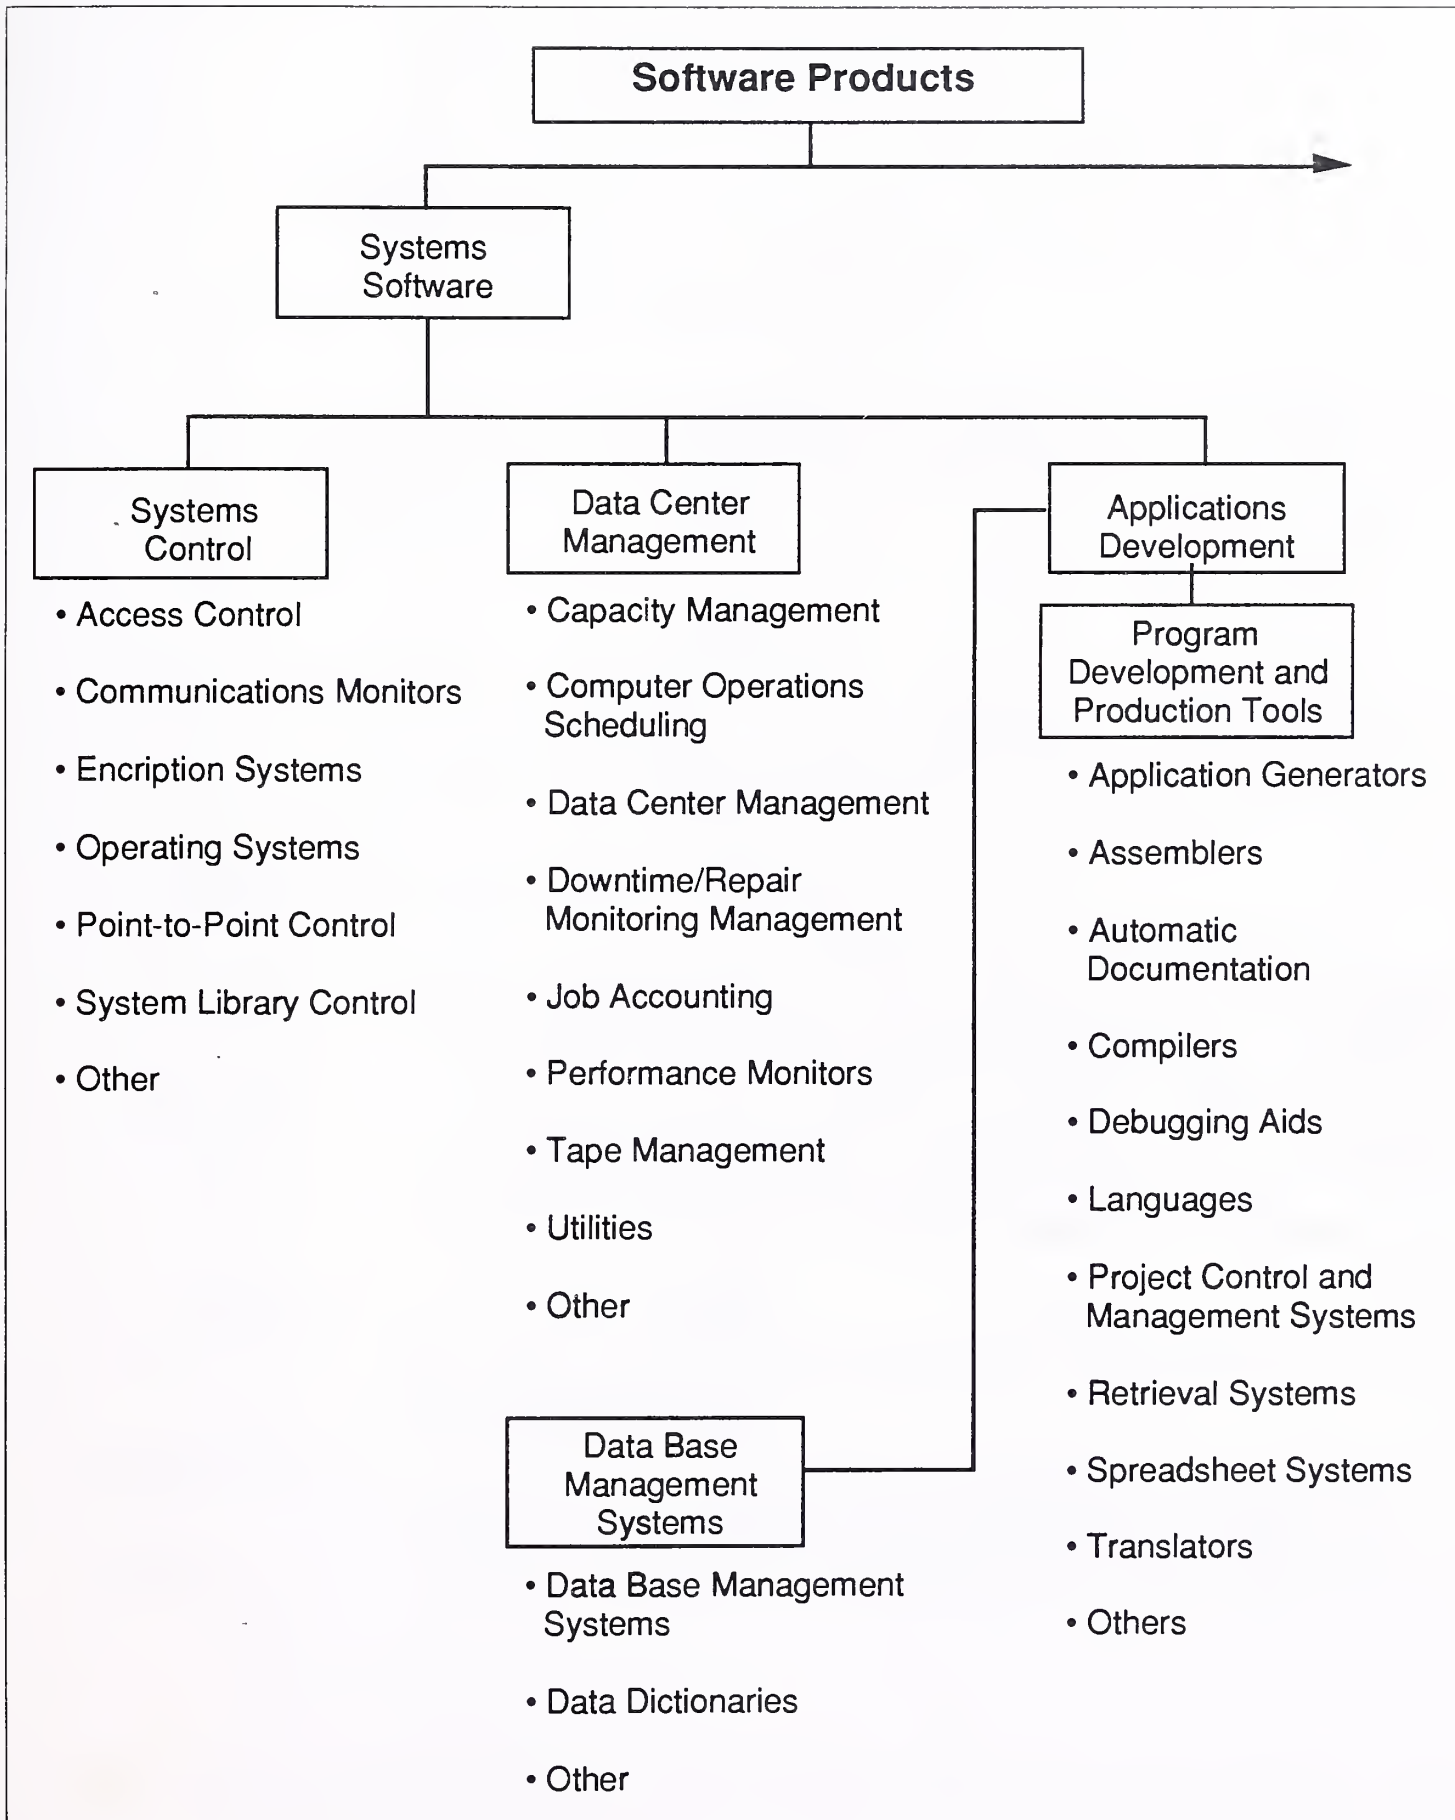 Software Products
Systems
Software
Systems
Control
• Access Control
• Communications Monitors
• Encription Systems
• Operating Systems
• Point-to-Point Control
• System Library Control
• Other
Data Center
Management
• Capacity Management
• Computer Operations
Scheduling
• Data Center Management
• Downtime/Repair
Monitoring Management
• Job Accounting
• Performance Monitors
• Tape Management
• Utilities
• Other
Data Base
Management
Systems
• Data Base Management
Systems
• Data Dictionaries
• Other
Applications
Development
Program
Development and
Production Tools
• Application Generators
• Assemblers
• Automatic
Documentation
• Compilers
• Debugging Aids
• Languages
• Project Control and
Management Systems
• Retrieval Systems
• Spreadsheet Systems
• Translators
• Others